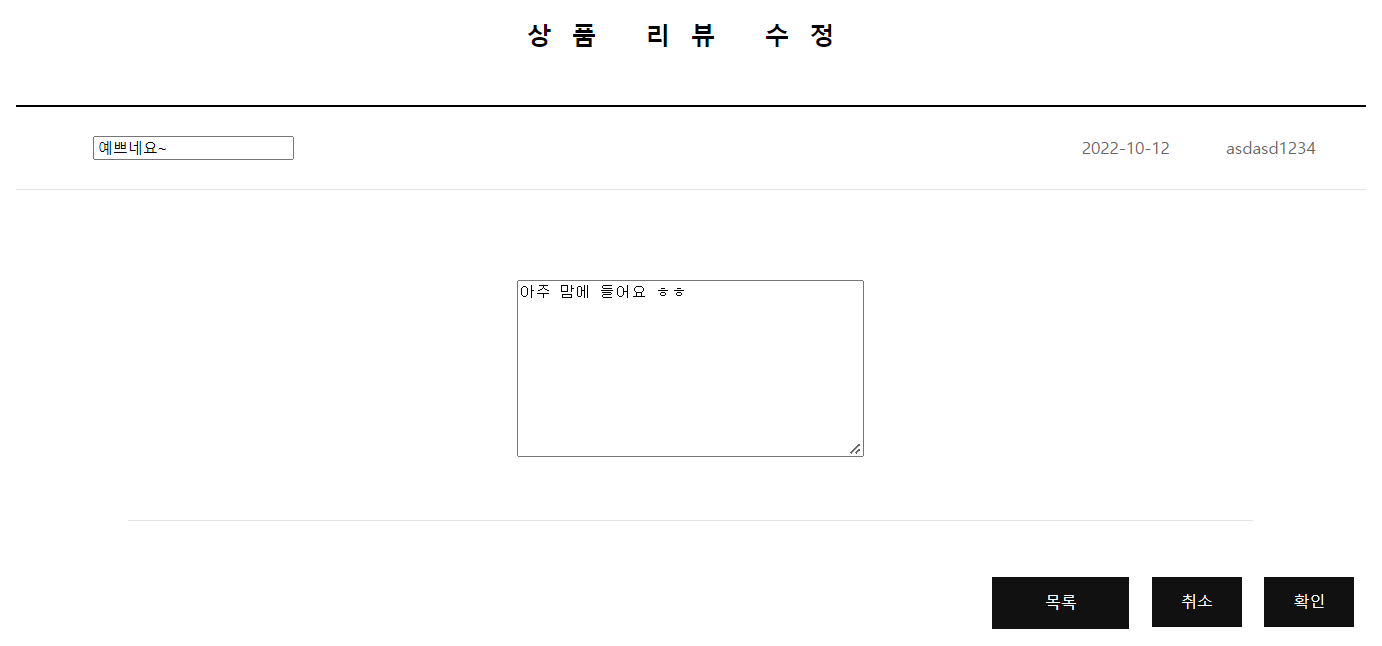 상 품 리 뷰 수 정
예쁘네요~ 2022-10-12 asdasd1234
아주 맘에 들어요 ㅎㅎ
목록 취소 확인